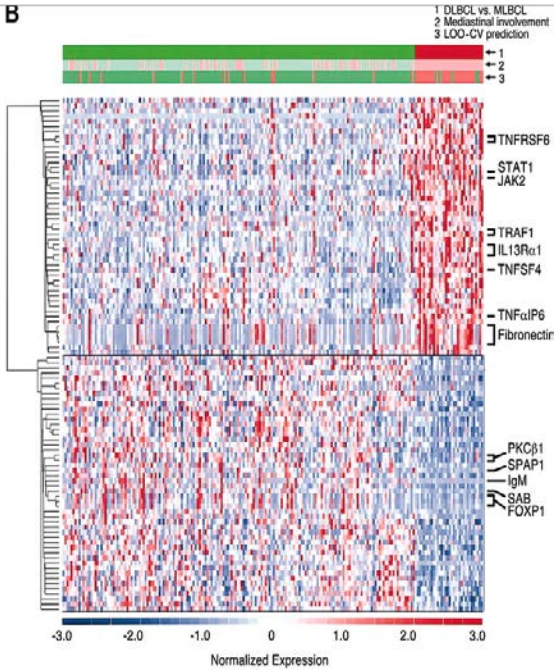 B
1 DLBCL vs. MLBCL
2 Mediastinal involvement
3 LOO-CV prediction
1
2
3
TNFRSF6
STAT1
JAK2
TRAF1
IL13Rα1
TNFSF4
TNFαIP6
Fibronectin
PKCβ1
SPAP1
IgM
SAB
FOXP1
-3.0 -2.0 -1.0 0 1.0 2.0 3.0
Normalized Expression